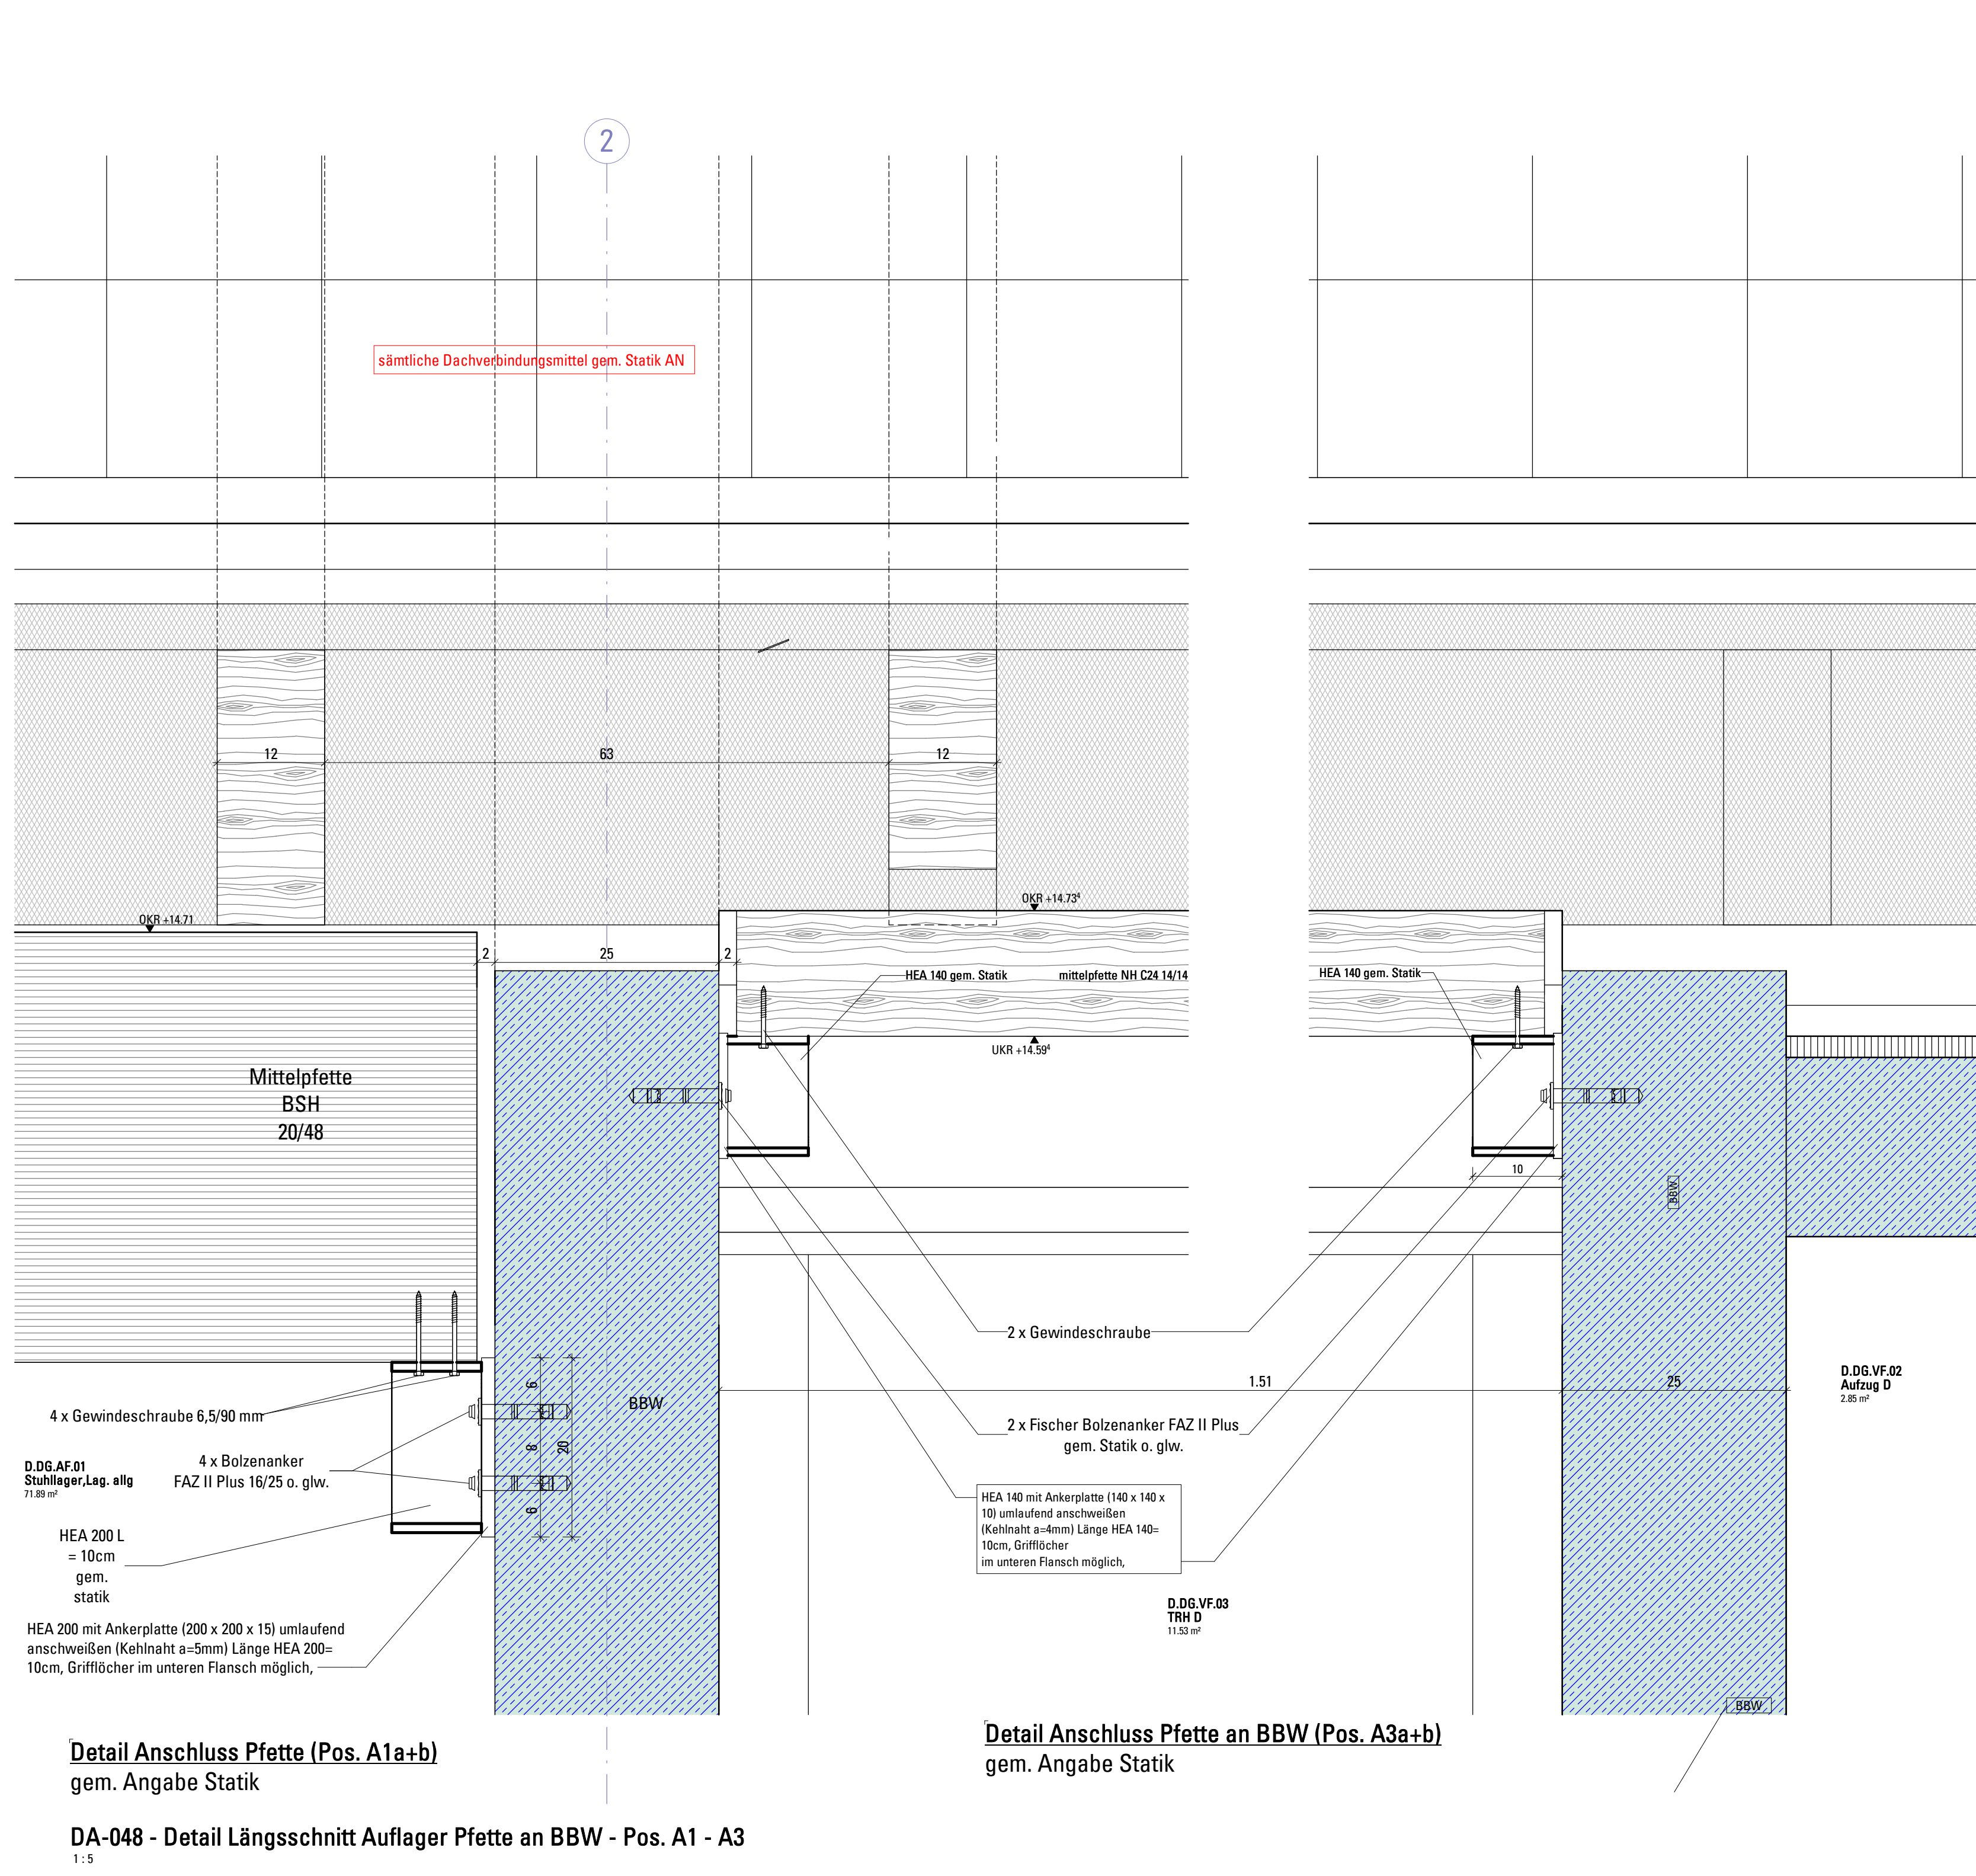 2
sämtliche Dachverbindungsmittel gem. Statik AN
12
63
12
OKR +14.71
OKR +14.73⁴
2
25
2
HEA 140 gem. Statik
mittelpfette NH C24 14/14
HEA 140 gem. Statik
UKR +14.59⁴
Mittelpfette
BSH
20/48
10
BBW
2 x Gewindeschraube
1.51
25
D.DG.VF.02
Aufzug D
2.85 m²
6
8
20
6
BBW
4 x Gewindeschraube 6,5/90 mm
2 x Fischer Bolzenanker FAZ II Plus
gem. Statik o. glw.
D.DG.AF.01
Stuhllager,Lag. allg
71.89 m²
4 x Bolzenanker
FAZ II Plus 16/25 o. glw.
HEA 140 mit Ankerplatte (140 x 140 x
10) umlaufend anschweißen
(Kehlnaht a=4mm) Länge HEA 140=
10cm, Grifflöcher
im unteren Flansch möglich,
HEA 200 L
= 10cm
gem.
statik
D.DG.VF.03
TRH D
11.53 m²
HEA 200 mit Ankerplatte (200 x 200 x 15) umlaufend
anschweißen (Kehlnaht a=5mm) Länge HEA 200=
10cm, Grifflöcher im unteren Flansch möglich,
BBW
Detail Anschluss Pfette (Pos. A1a+b)
gem. Angabe Statik
Detail Anschluss Pfette an BBW (Pos. A3a+b)
gem. Angabe Statik
DA-048 - Detail Längsschnitt Auflager Pfette an BBW - Pos. A1 - A3
1 : 5